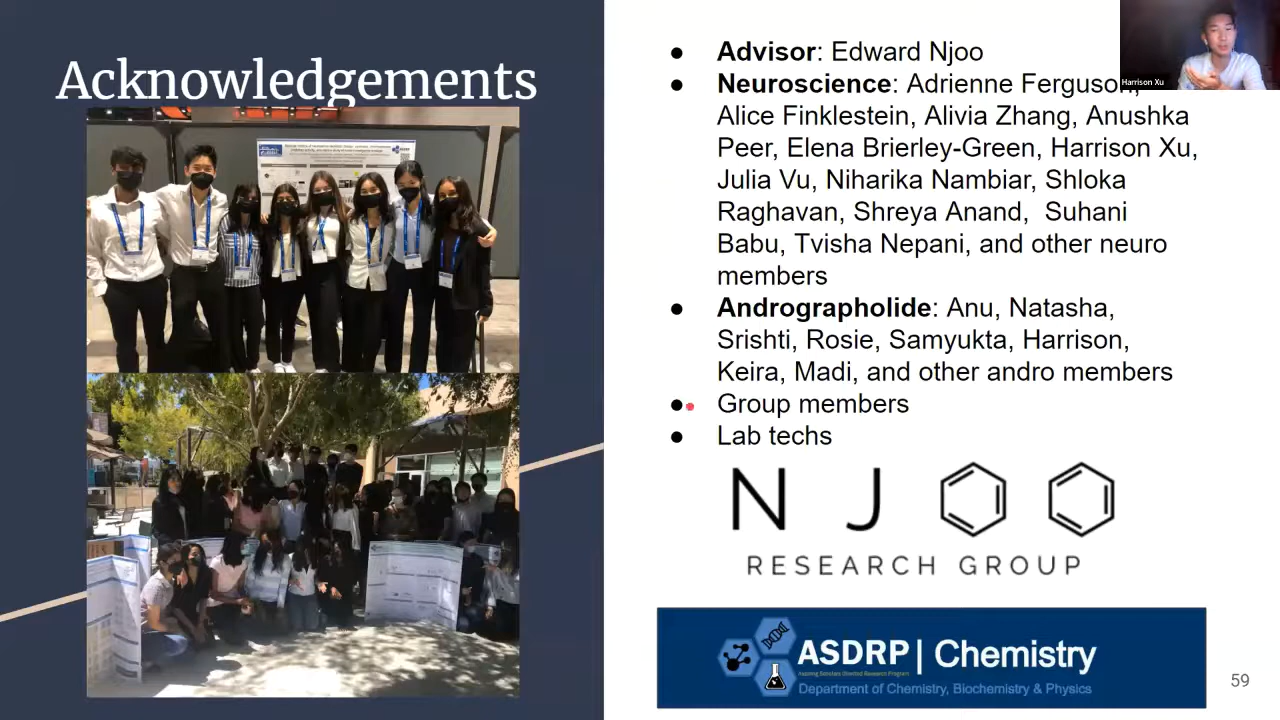 Acknowledgements
Advisor: Edward Njoo
Neuroscience: Adrienne Ferguson,
Alice Finklestein, Alivia Zhang, Anushka
Peer, Elena Brierley-Green, Harrison Xu,
Julia Vu, Niharika Nambiar, Shloka
Raghavan, Shreya Anand, Suhani
Babu, Tvisha Nepani, and other neuro
members
Andrographolide: Anu, Natasha,
Srishti, Rosie, Samyukta, Harrison,
Keira, Madi, and other andro members
Group members
Lab techs
N J
RESEARCH GROUP
ASDRP | Chemistry
Department of Chemistry, Biochemistry & Physics
Harrison Xu
59